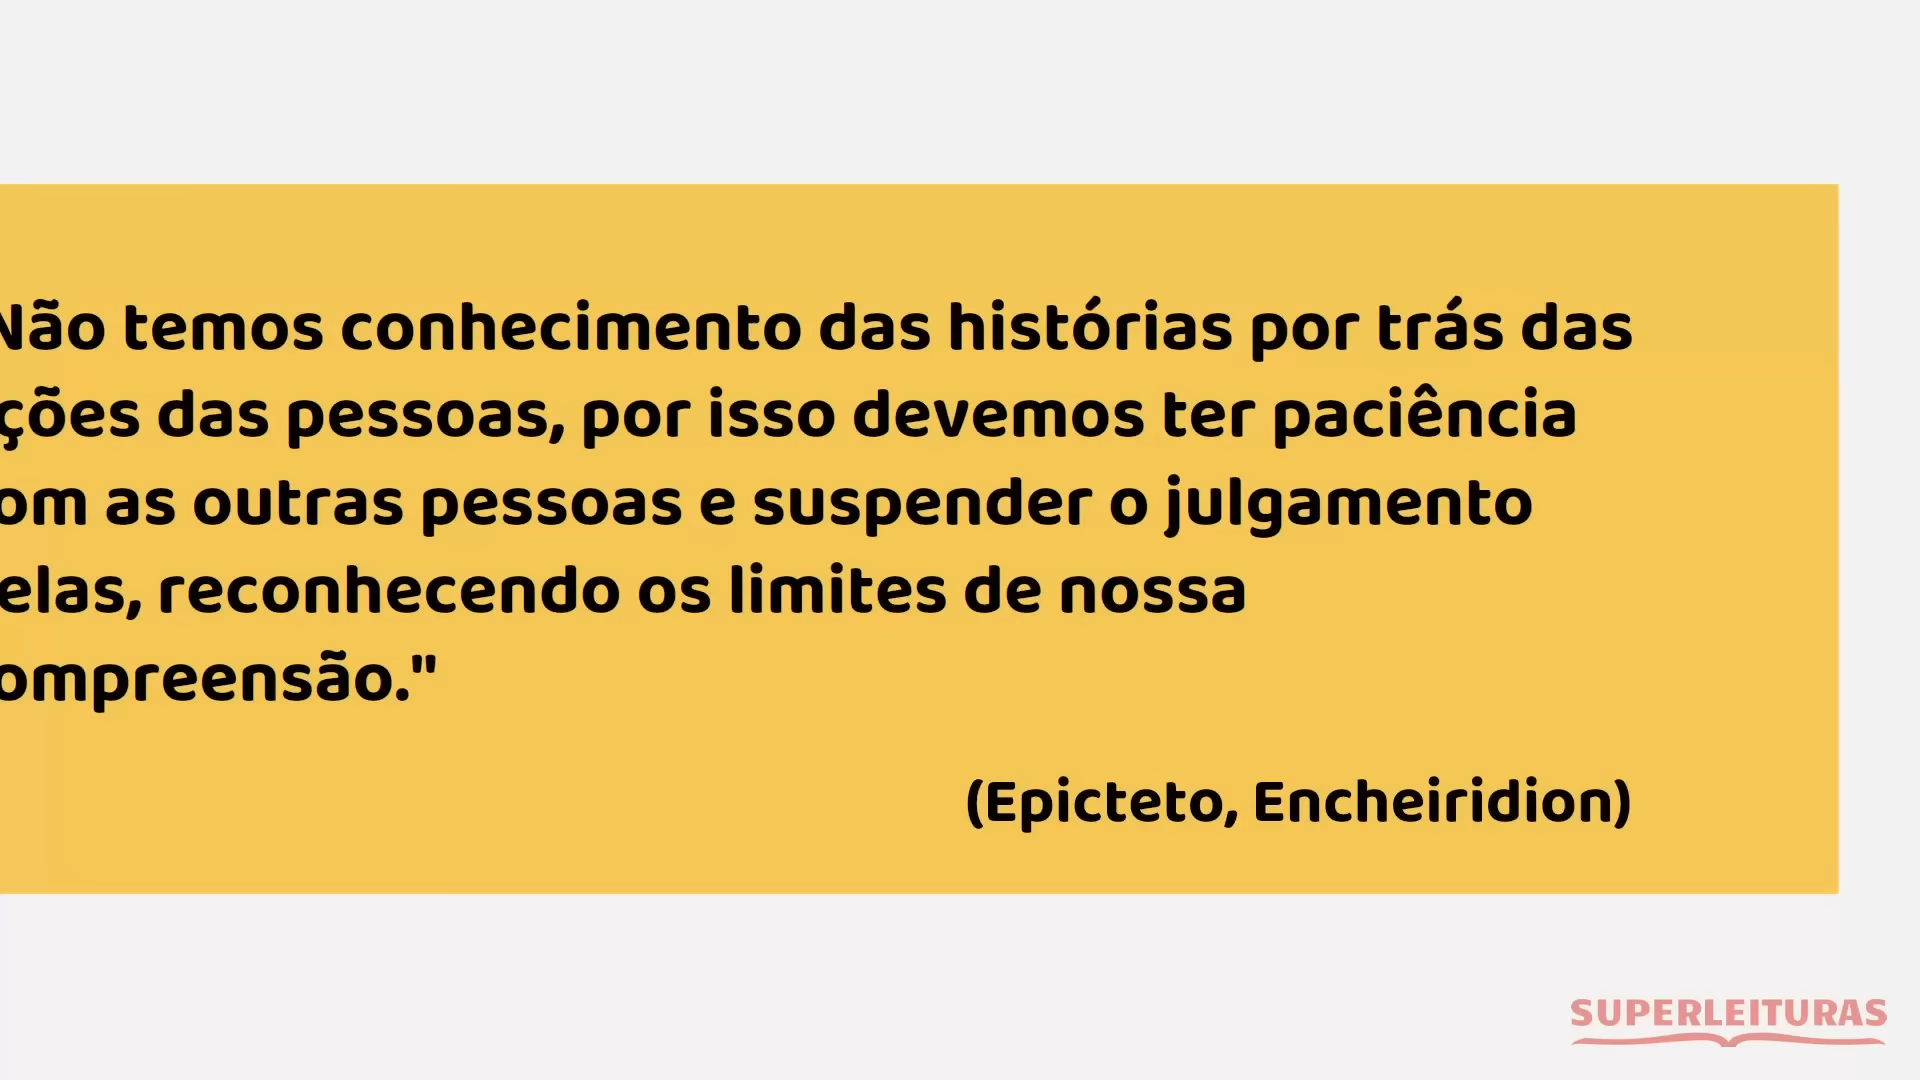 Não temos conhecimento das histórias por trás das
ções das pessoas, por isso devemos ter paciência
om as outras pessoas e suspender o julgamento
elas, reconhecendo os limites de nossa
ompreensão."
(Epicteto, Encheiridion)
SUPERLEITURAS